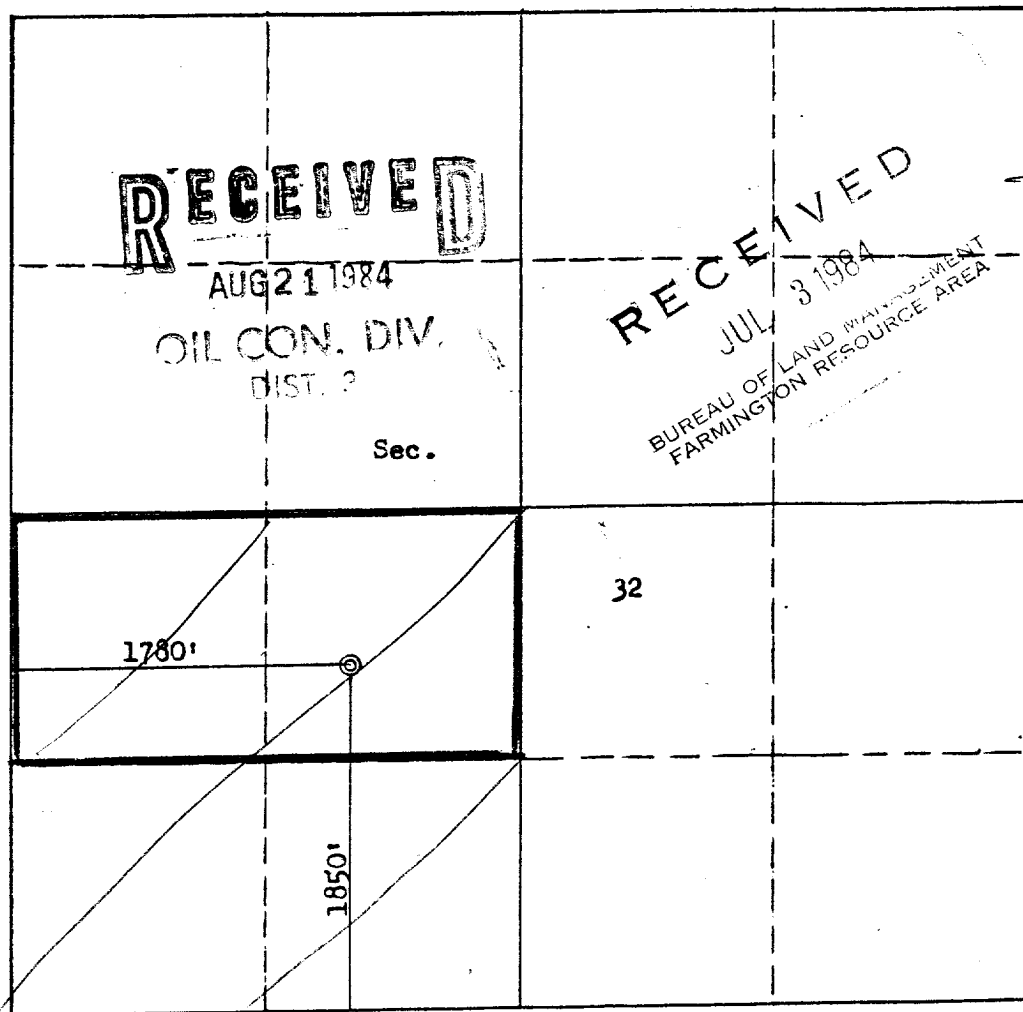 RECEIVED
AUG 21 1984
OIL CON. DIV.
DIST.
RECEIVED
JUL 3 1984
BUREAU OF LAND MANAGEMENT
FARMINGTON RESOURCE AREA
Sec.
32
1780'
1850'